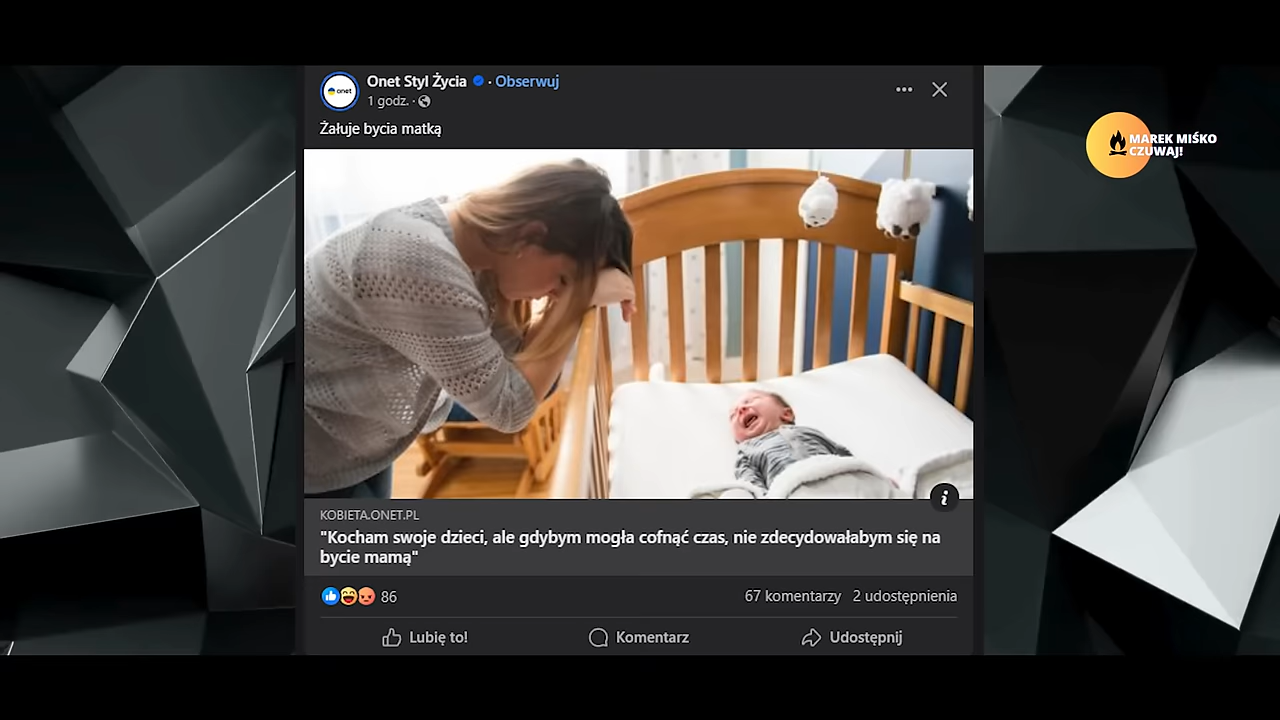 Onet Styl Życia · Obserwuj
1 godz. ·
Żałuje bycia matką
onet
MAREK MIŚKO
CZUWAJ!
KOBIETA.ONET.PL
"Kocham swoje dzieci, ale gdybym mogła cofnąć czas, nie zdecydowałabym się na
bycie mamą"
86 67 komentarzy 2 udostępnienia
Lubię to! Komentarz Udostępnij